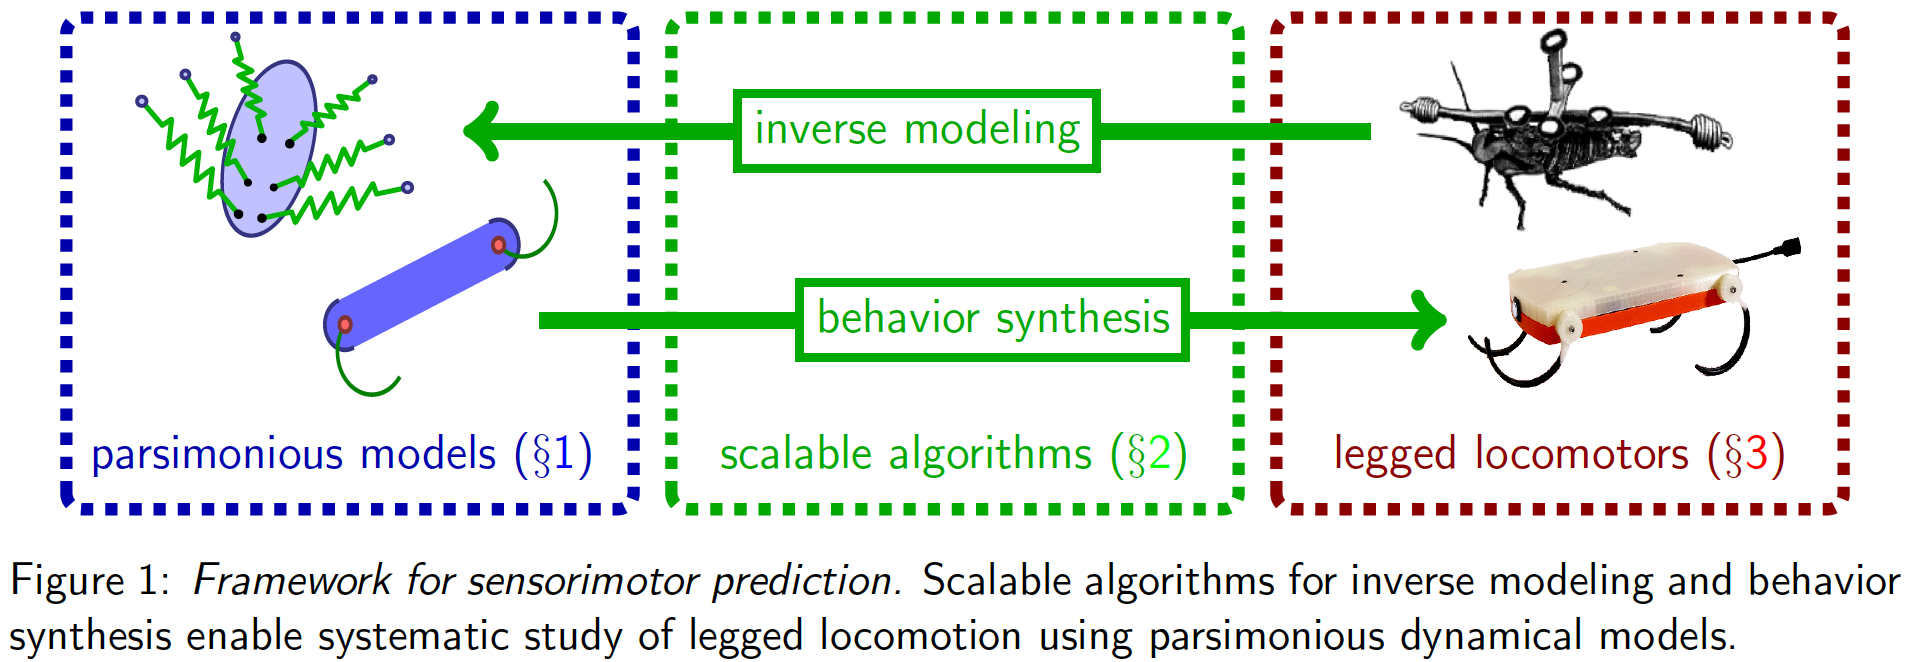 inverse modeling
behavior synthesis
parsimonious models (§1)
scalable algorithms (§2)
legged locomotors (§3)
Figure 1: Framework for sensorimotor prediction. Scalable algorithms for inverse modeling and behavior
synthesis enable systematic study of legged locomotion using parsimonious dynamical models.